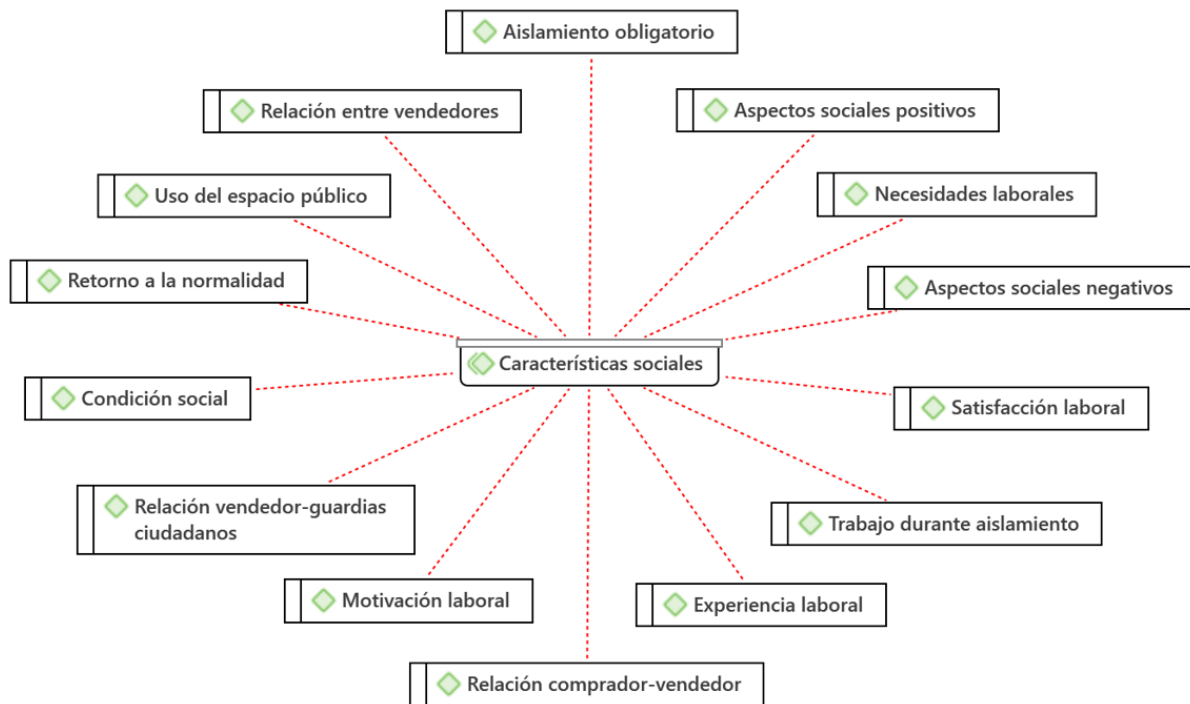 Aislamiento obligatorio
Relación entre vendedores
Aspectos sociales positivos
Uso del espacio público
Necesidades laborales
Retorno a la normalidad
Aspectos sociales negativos
Características sociales
Condición social
Satisfacción laboral
Relación vendedor-guardias
ciudadanos
Trabajo durante aislamiento
Motivación laboral
Experiencia laboral
Relación comprador-vendedor